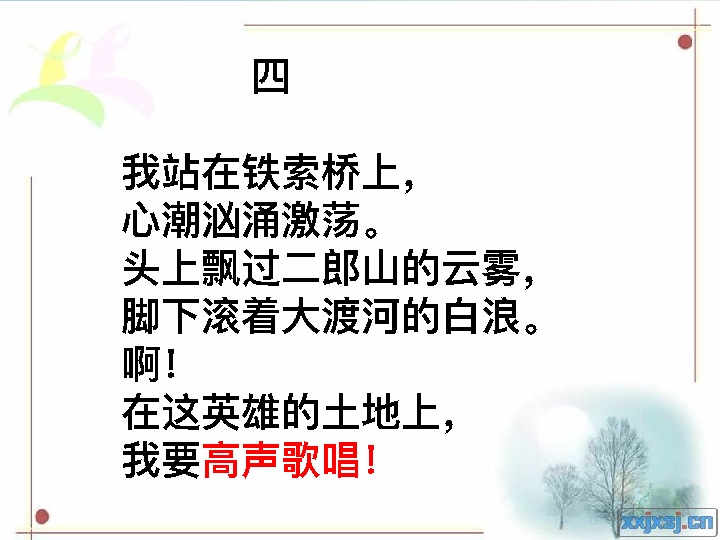 四
我站在铁索桥上，
心潮汹涌激荡。
头上飘过二郎山的云雾，
脚下滚着大渡河的白浪。
啊！
在这英雄的土地上，
我要高声歌唱！
xxjxsj.cn